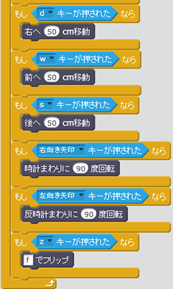 もし dキーが押された なら
右へ 50 cm移動
もし wキーが押された なら
前へ 50 cm移動
もし sキーが押された なら
後へ 50 cm移動
もし 右向き矢印キーが押された なら
時計まわりに 90 度回転
もし 左向き矢印キーが押された なら
反時計まわりに 90 度回転
もし zキーが押された なら
f でフリップ